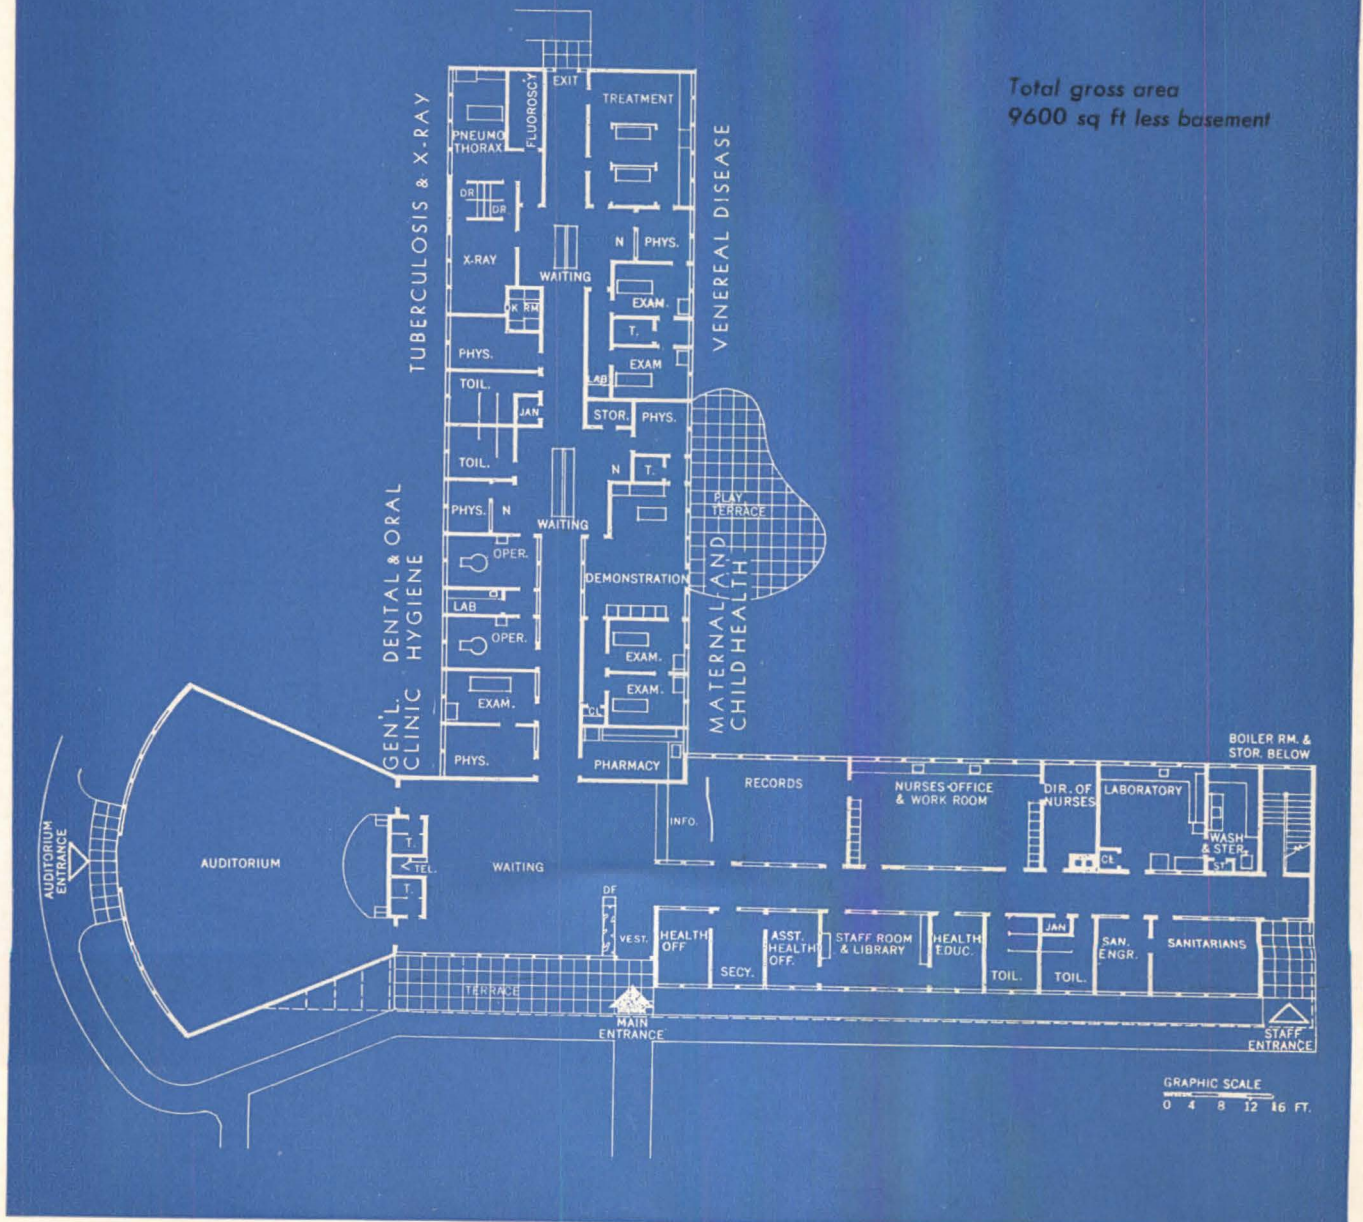 Total gross area
9600 sq ft less basement
TUBERCULOSIS & X-RAY
VENEREAL DISEASE
GEN'L. DENTAL & ORAL
CLINIC HYGIENE
MATERNAL AND
CHILD HEALTH
EXIT
FLUOROSC'Y
TREATMENT
PNEUMO
THORAX
DR
DR.
X-RAY
N
PHYS.
WAITING
EXAM.
DK RM
T.
PHYS.
EXAM
LAB
TOIL.
JAN
STOR.
PHYS.
TOIL.
N
T.
PHYS.
N
WAITING
PLAY
TERRACE
OPER.
DEMONSTRATION
LAB
OPER.
EXAM.
EXAM.
EXAM.
CL
PHYS.
PHARMACY
BOILER RM. &
STOR. BELOW
RECORDS
NURSES-OFFICE
& WORK ROOM
DIR. OF
NURSES
LABORATORY
INFO.
WASH
& STER.
CL.
ST.
AUDITORIUM
ENTRANCE
AUDITORIUM
T.
TEL.
T.
WAITING
DF
VEST.
HEALTH
OFF
SECY.
ASST.
HEALTH
OFF.
STAFF ROOM
& LIBRARY
HEALTH
EDUC.
TOIL.
JAN
TOIL.
SAN.
ENGR.
SANITARIANS
TERRACE
MAIN
ENTRANCE
STAFF
ENTRANCE
GRAPHIC SCALE
0 4 8 12 16 FT.